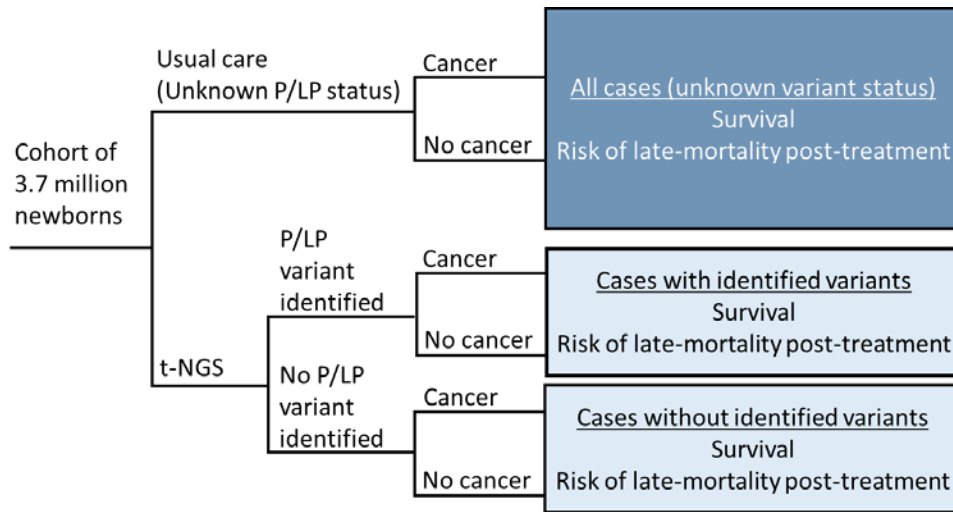 Cohort of
3.7 million
newborns
Usual care
(Unknown P/LP status)
Cancer
No cancer
All cases (unknown variant status)
Survival
Risk of late-mortality post-treatment
t-NGS
P/LP
variant
identified
Cancer
No cancer
Cases with identified variants
Survival
Risk of late-mortality post-treatment
No P/LP
variant
identified
Cancer
No cancer
Cases without identified variants
Survival
Risk of late-mortality post-treatment